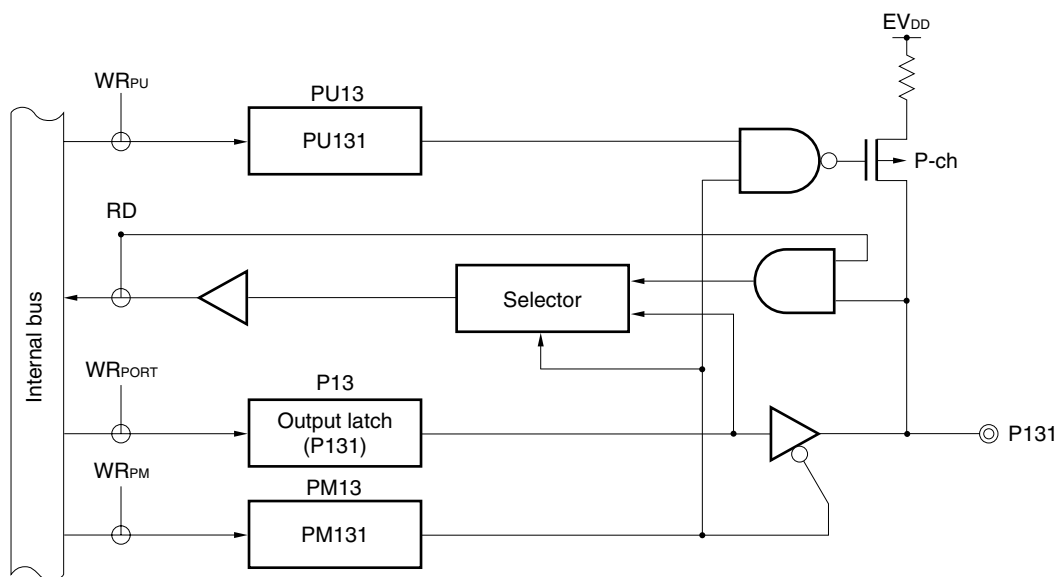 EVDD
WRPU
PU13
PU131
P-ch
RD
Selector
Internal bus
WRPORT
P13
Output latch
(P131)
P131
WRPM
PM13
PM131